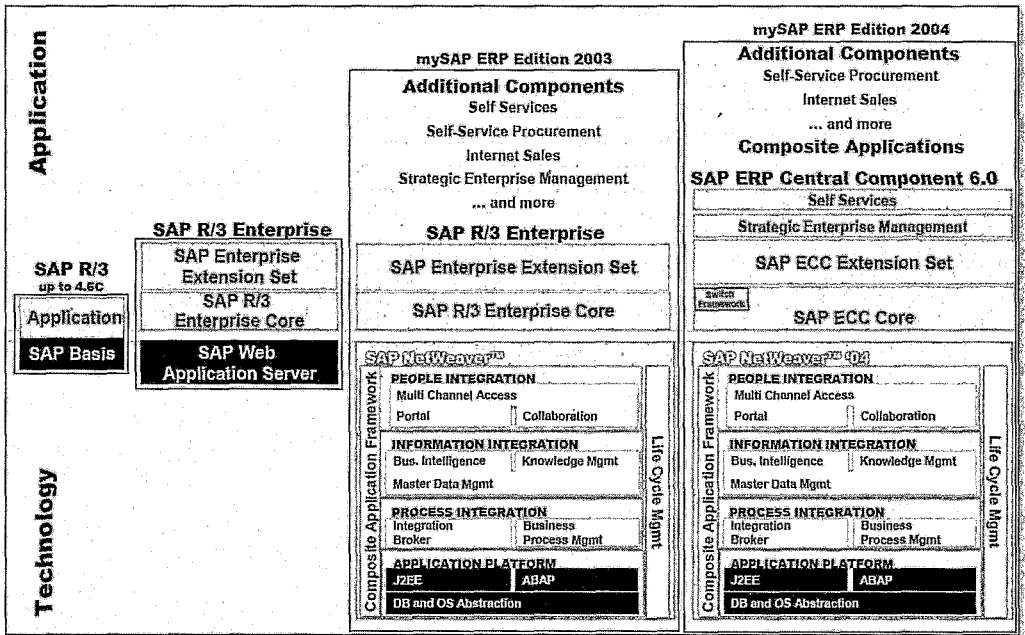 Application
Technology
SAP R/3
up to 4.6C
Application
SAP Basis
SAP R/3 Enterprise
SAP Enterprise
Extension Set
SAP R/3
Enterprise Core
SAP Web
Application Server
mySAP ERP Edition 2003
Additional Components
Self Services
Self-Service Procurement
Internet Sales
Strategic Enterprise Management
... and more
SAP R/3 Enterprise
SAP Enterprise Extension Set
SAP R/3 Enterprise Core
SAP NetWeaver™
Composite Application Framework
PEOPLE INTEGRATION
Multi Channel Access
Portal
Collaboration
INFORMATION INTEGRATION
Bus. Intelligence
Knowledge Mgmt
Master Data Mgmt
PROCESS INTEGRATION
Integration
Broker
Business
Process Mgmt
APPLICATION PLATFORM
J2EE
ABAP
DB and OS Abstraction
Life Cycle Mgmt
mySAP ERP Edition 2004
Additional Components
Self-Service Procurement
Internet Sales
... and more
Composite Applications
SAP ERP Central Component 6.0
Self Services
Strategic Enterprise Management
SAP ECC Extension Set
Switch
Framework
SAP ECC Core
SAP NetWeaver™ '04
Composite Application Framework
PEOPLE INTEGRATION
Multi Channel Access
Portal
Collaboration
INFORMATION INTEGRATION
Bus. Intelligence
Knowledge Mgmt
Master Data Mgmt
PROCESS INTEGRATION
Integration
Broker
Business
Process Mgmt
APPLICATION PLATFORM
J2EE
ABAP
DB and OS Abstraction
Life Cycle Mgmt